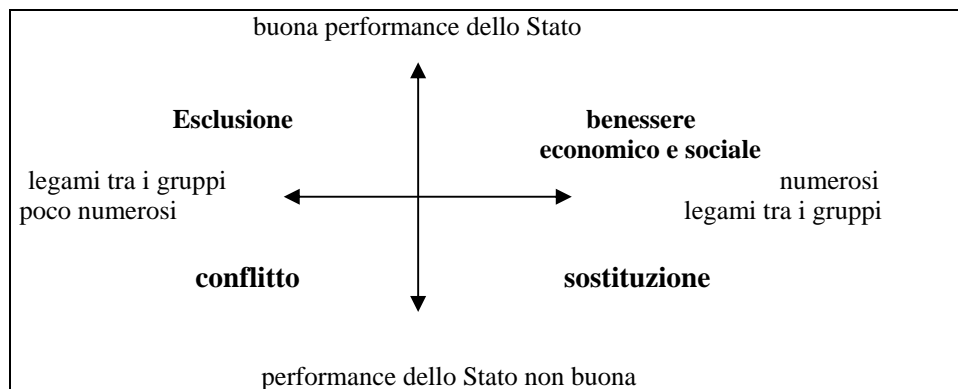 buona performance dello Stato
Esclusione
benessere
economico e sociale
legami tra i gruppi
poco numerosi
numerosi
legami tra i gruppi
conflitto
sostituzione
performance dello Stato non buona